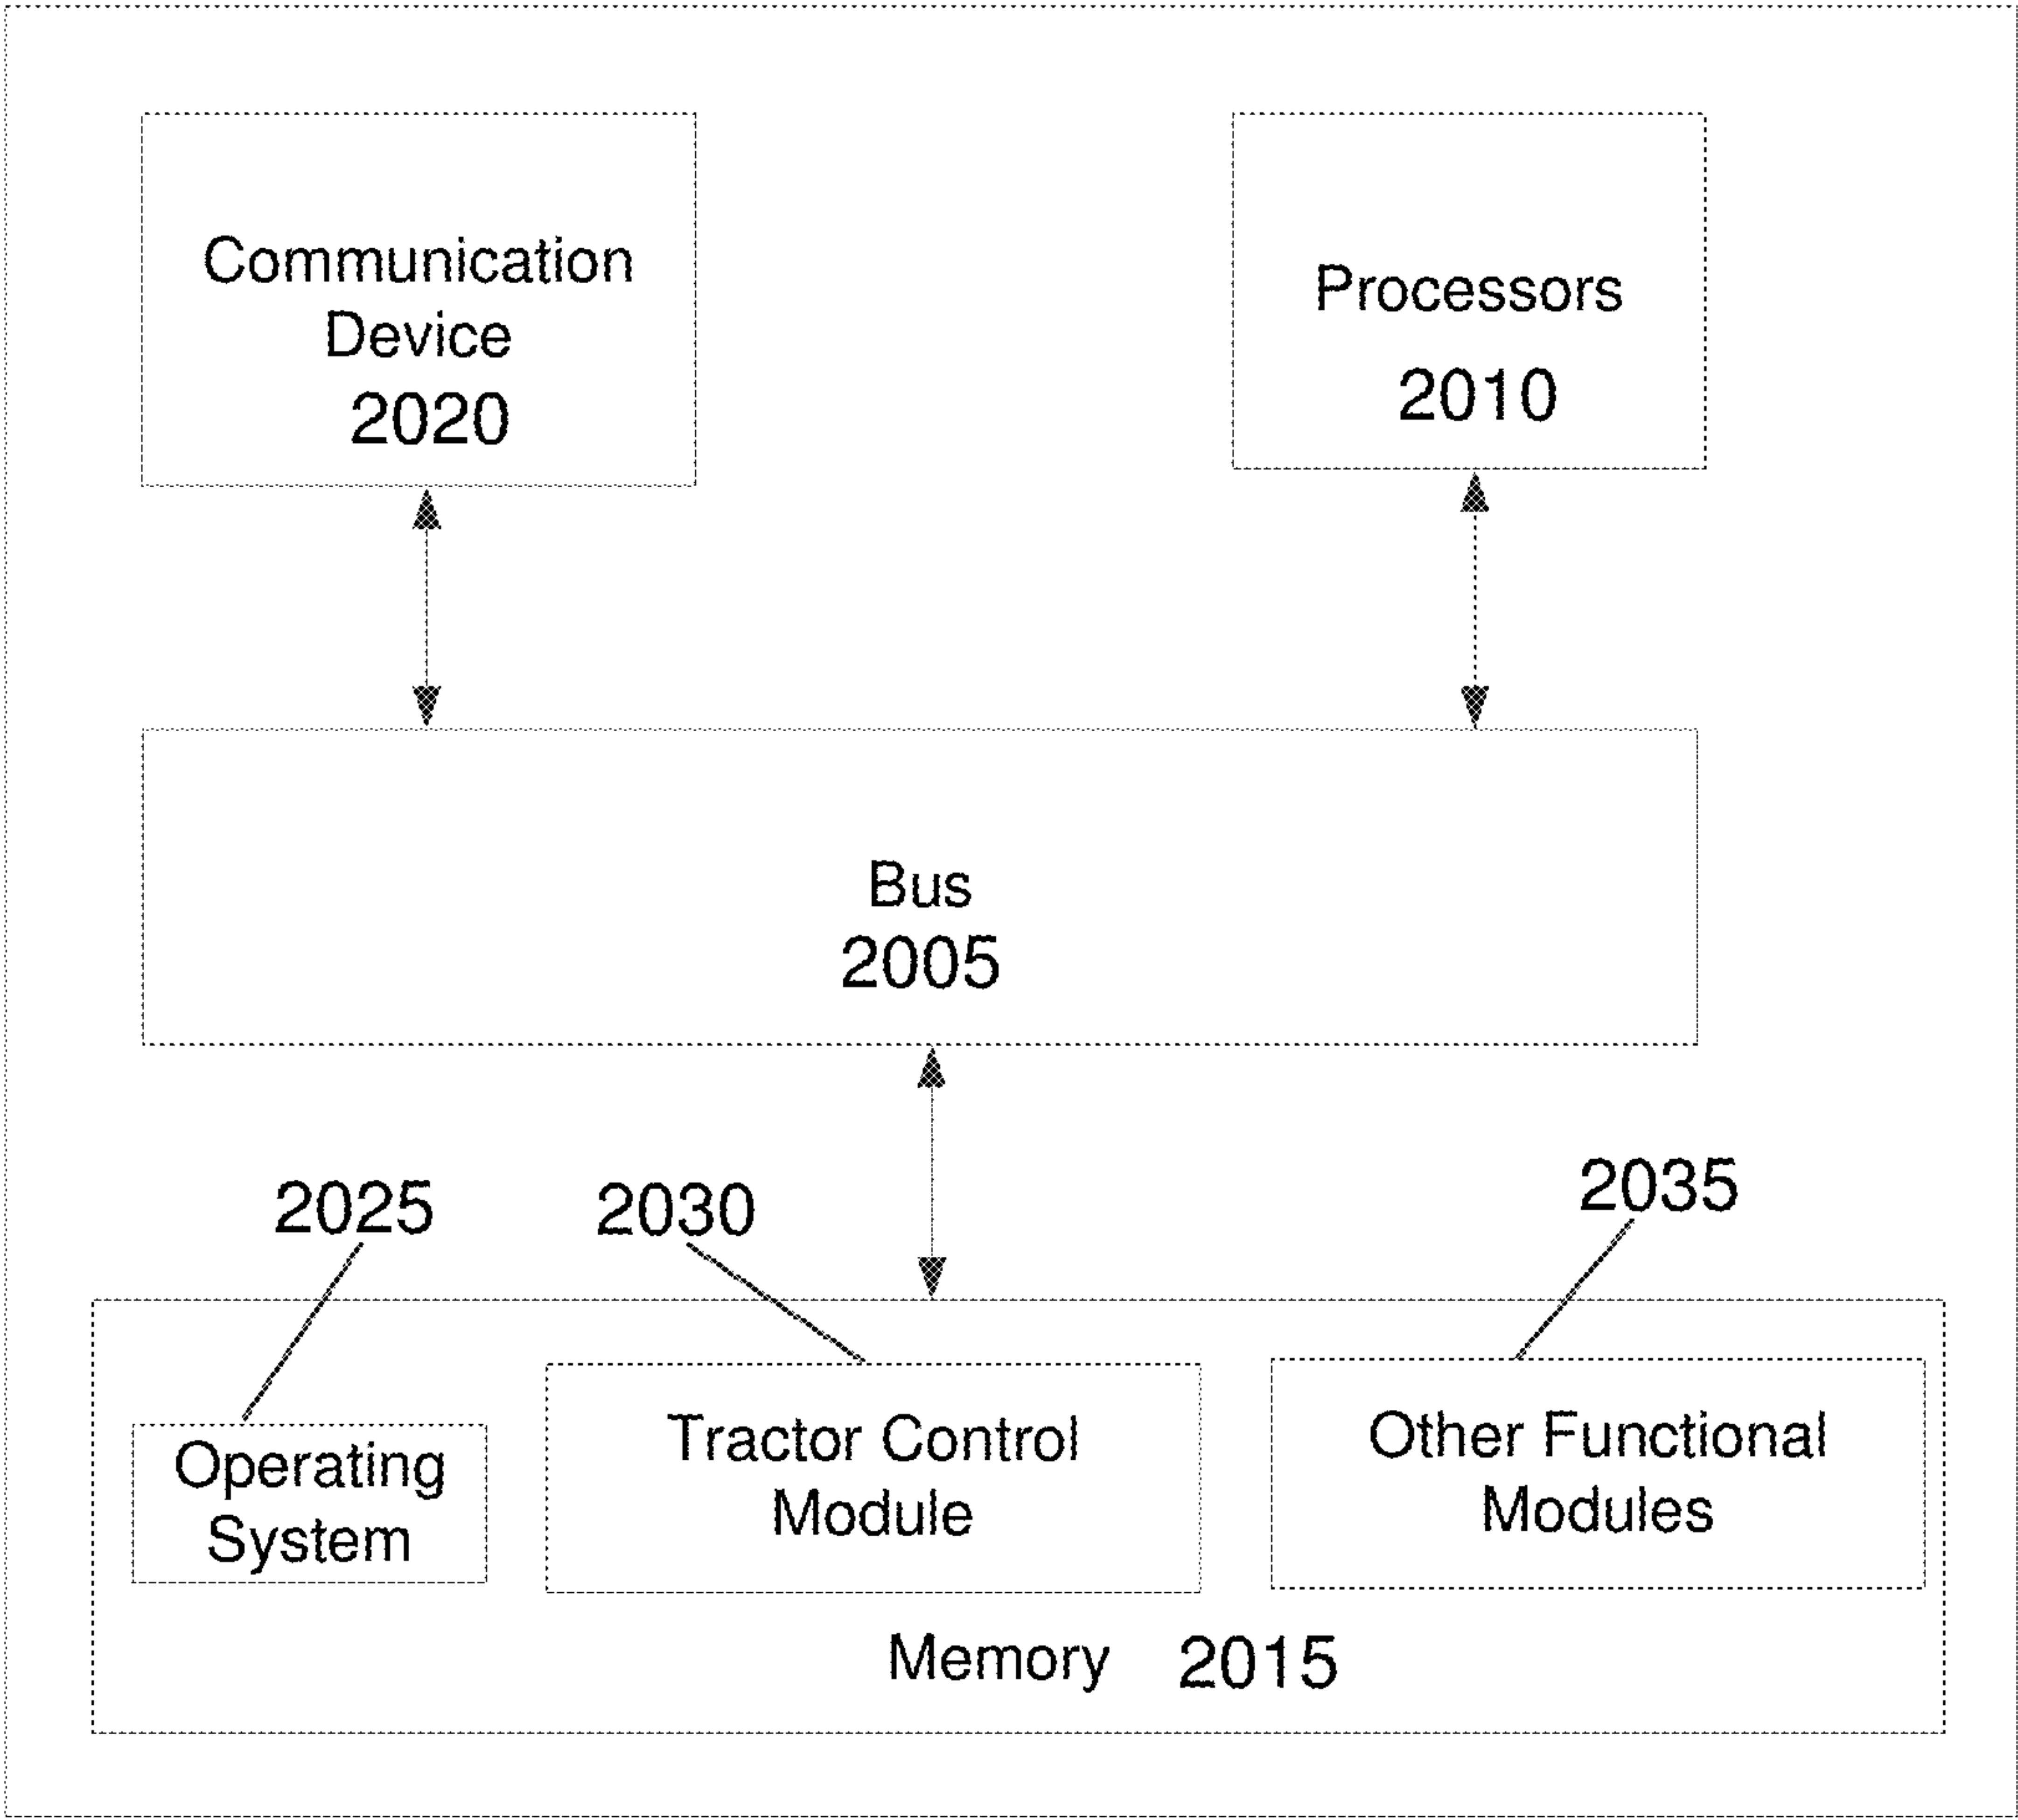 Communication
Device
2020
Processors
2010
Bus
2005
2025
2030
2035
Operating
System
Tractor Control
Module
Other Functional
Modules
Memory 2015